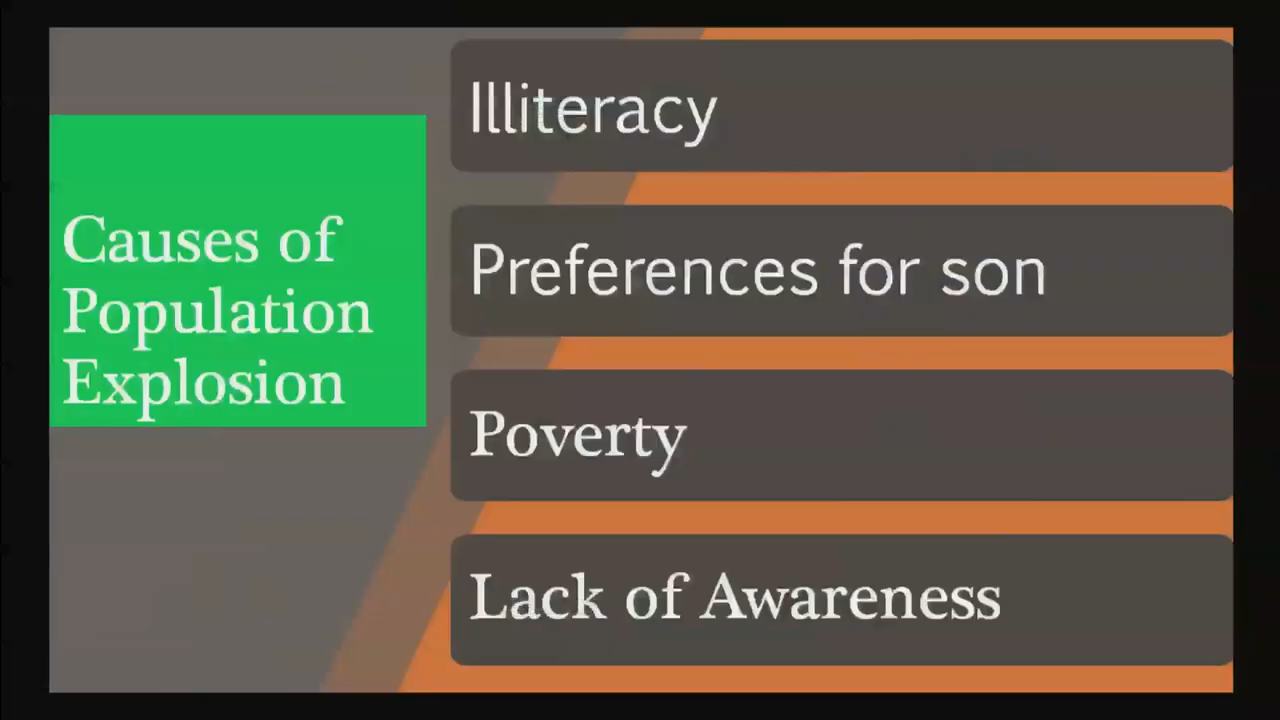 Causes of
Population
Explosion
Illiteracy
Preferences for son
Poverty
Lack of Awareness